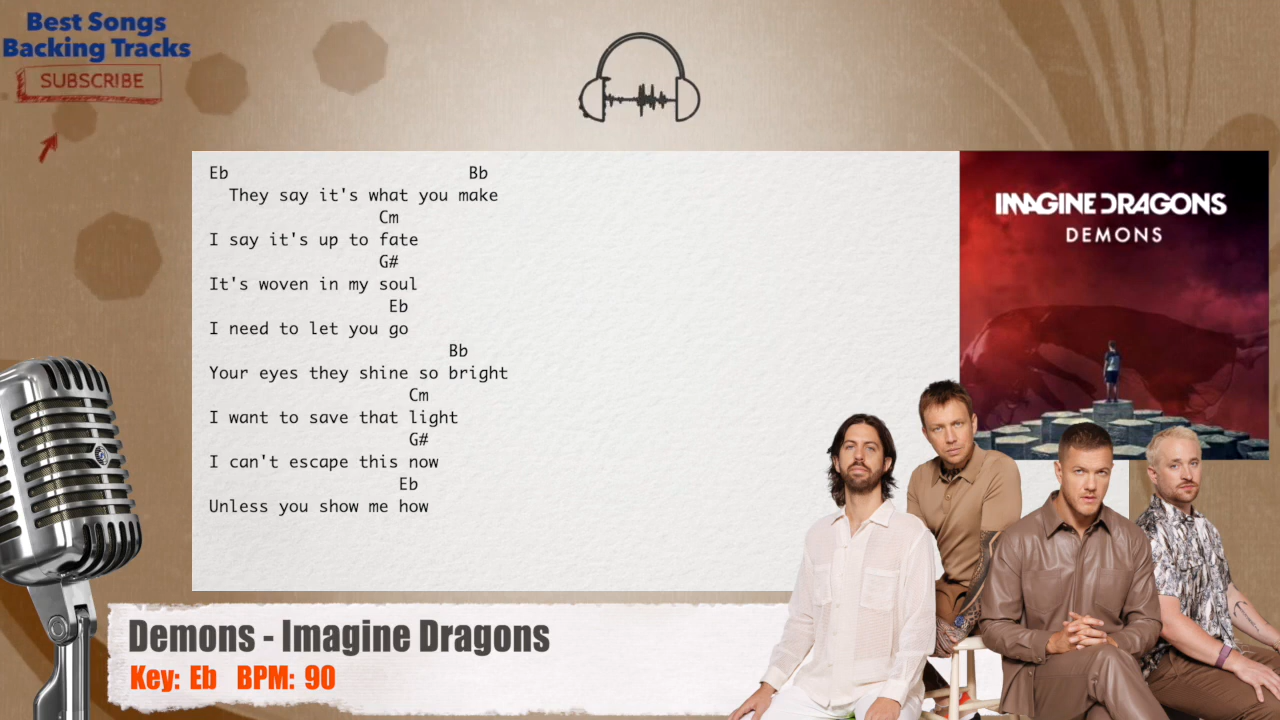 Best Songs
Backing Tracks
SUBSCRIBE
Eb                        Bb
  They say it's what you make
                 Cm
I say it's up to fate
                 G#
It's woven in my soul
                  Eb
I need to let you go
                        Bb
Your eyes they shine so bright
                    Cm
I want to save that light
                    G#
I can't escape this now
                   Eb
Unless you show me how
IMAGINE DRAGONS
DEMONS
Demons - Imagine Dragons
Key: Eb BPM: 90